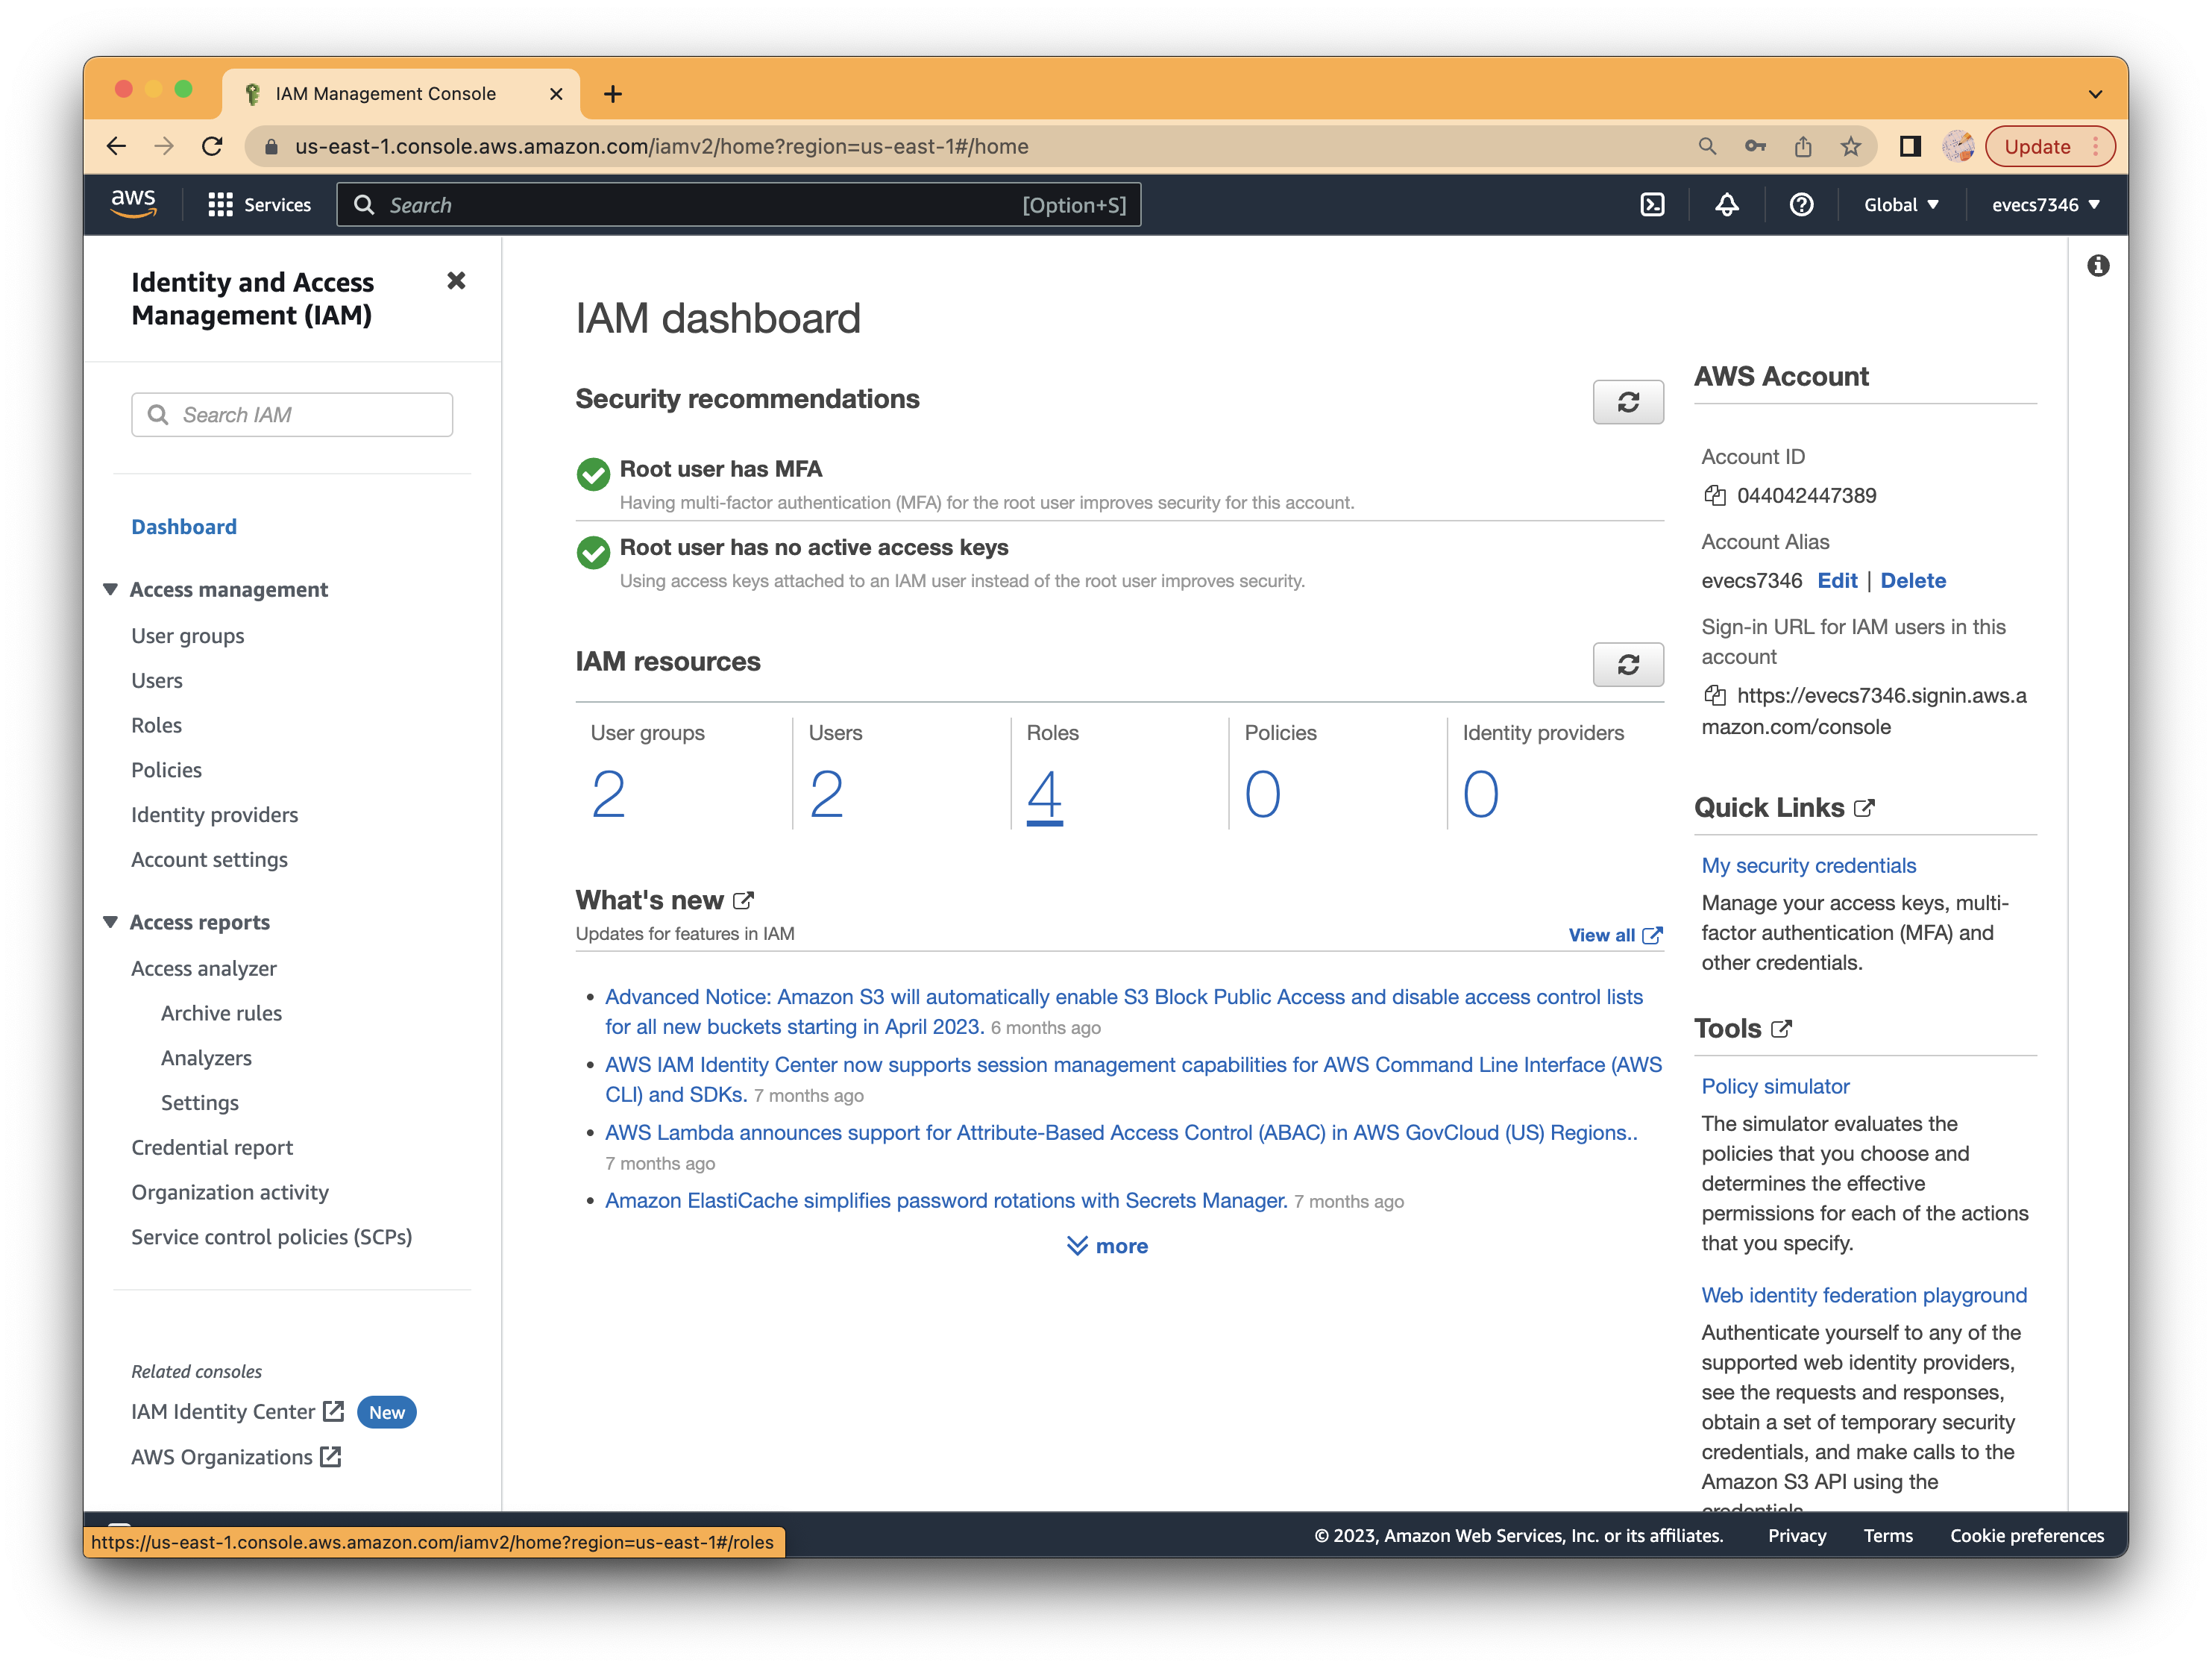 IAM Management Console
us-east-1.console.aws.amazon.com/iamv2/home?region=us-east-1#/home
Update
aws
Services
Search
[Option+S]
Global
evecs7346
Identity and Access
Management (IAM)
Search IAM
Dashboard
Access management
User groups
Users
Roles
Policies
Identity providers
Account settings
Access reports
Access analyzer
Archive rules
Analyzers
Settings
Credential report
Organization activity
Service control policies (SCPs)
Related consoles
IAM Identity Center
New
AWS Organizations
IAM dashboard
Security recommendations
Root user has MFA
Having multi-factor authentication (MFA) for the root user improves security for this account.
Root user has no active access keys
Using access keys attached to an IAM user instead of the root user improves security.
IAM resources
User groups
2
Users
2
Roles
4
Policies
0
Identity providers
0
What's new
Updates for features in IAM
View all
• Advanced Notice: Amazon S3 will automatically enable S3 Block Public Access and disable access control lists
for all new buckets starting in April 2023. 6 months ago
• AWS IAM Identity Center now supports session management capabilities for AWS Command Line Interface (AWS
CLI) and SDKs. 7 months ago
• AWS Lambda announces support for Attribute-Based Access Control (ABAC) in AWS GovCloud (US) Regions..
7 months ago
• Amazon ElastiCache simplifies password rotations with Secrets Manager. 7 months ago
more
AWS Account
Account ID
044042447389
Account Alias
evecs7346 Edit | Delete
Sign-in URL for IAM users in this
account
https://evecs7346.signin.aws.a
mazon.com/console
Quick Links
My security credentials
Manage your access keys, multi-
factor authentication (MFA) and
other credentials.
Tools
Policy simulator
The simulator evaluates the
policies that you choose and
determines the effective
permissions for each of the actions
that you specify.
Web identity federation playground
Authenticate yourself to any of the
supported web identity providers,
see the requests and responses,
obtain a set of temporary security
credentials, and make calls to the
Amazon S3 API using the
https://us-east-1.console.aws.amazon.com/iamv2/home?region=us-east-1#/roles
© 2023, Amazon Web Services, Inc. or its affiliates.
Privacy
Terms
Cookie preferences